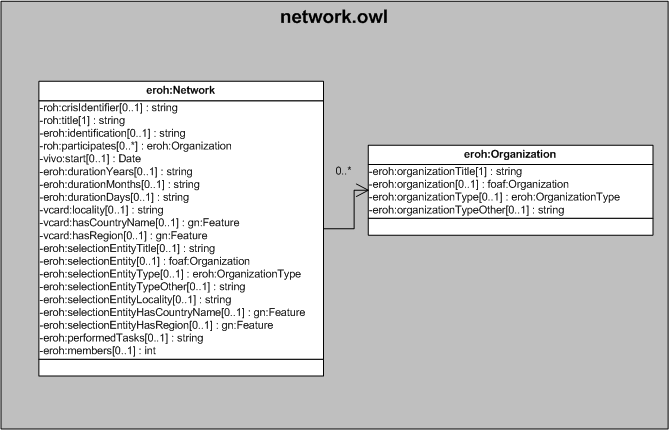 network.owl
eroh:Network
-roh:crisIdentifier[0..1] : string
-roh:title[1] : string
-eroh:identification[0..1] : string
-roh:participates[0..*] : eroh:Organization
-vivo:start[0..1] : Date
-eroh:durationYears[0..1] : string
-eroh:durationMonths[0..1] : string
-eroh:durationDays[0..1] : string
-vcard:locality[0..1] : string
-vcard:hasCountryName[0..1] : gn:Feature
-vcard:hasRegion[0..1] : gn:Feature
-eroh:selectionEntityTitle[0..1] : string
-eroh:selectionEntity[0..1] : foaf:Organization
-eroh:selectionEntityType[0..1] : eroh:OrganizationType
-eroh:selectionEntityTypeOther[0..1] : string
-eroh:selectionEntityLocality[0..1] : string
-eroh:selectionEntityHasCountryName[0..1] : gn:Feature
-eroh:selectionEntityHasRegion[0..1] : gn:Feature
-eroh:performedTasks[0..1] : string
-eroh:members[0..1] : int
0..*
eroh:Organization
-eroh:organizationTitle[1] : string
-eroh:organization[0..1] : foaf:Organization
-eroh:organizationType[0..1] : eroh:OrganizationType
-eroh:organizationTypeOther[0..1] : string